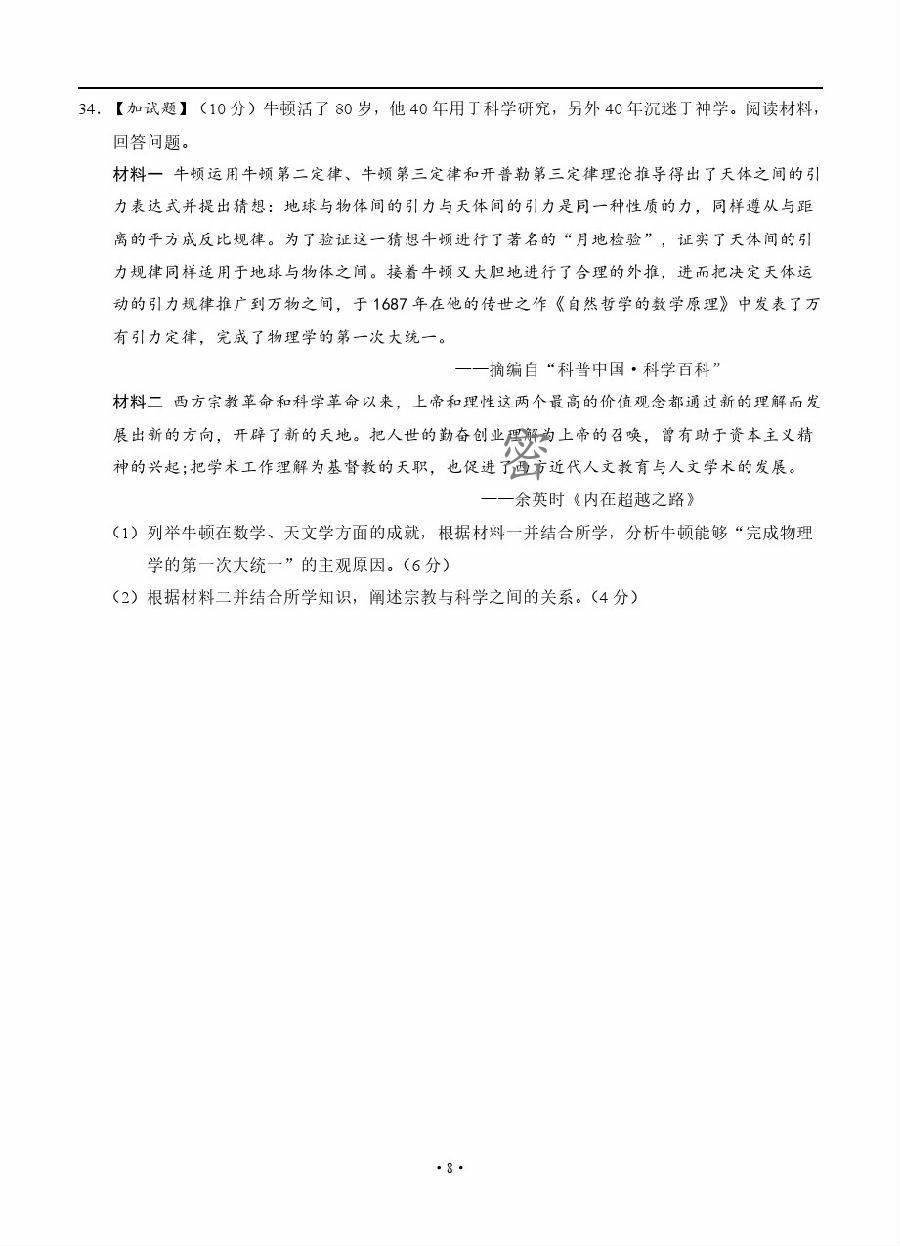 34．【加试题】（10 分）牛顿活了 80 岁，他 40 年用于科学研究，另外 40 年沉迷于神学。阅读材料，
回答问题。
材料一 牛顿运用牛顿第二定律、牛顿第三定律和开普勒第三定律理论推导得出了天体之间的引
力表达式并提出猜想：地球与物体间的引力与天体间的引力是同一种性质的力，同样遵从与距
离的平方成反比规律。为了验证这一猜想牛顿进行了著名的“月地检验”，证实了天体间的引
力规律同样适用于地球与物体之间。接着牛顿又大胆地进行了合理的外推，进而把决定天体运
动的引力规律推广到万物之间，于 1687 年在他的传世之作《自然哲学的数学原理》中发表了万
有引力定律，完成了物理学的第一次大统一。
——摘编自“科普中国·科学百科”
材料二 西方宗教革命和科学革命以来，上帝和理性这两个最高的价值观念都通过新的理解而发
展出新的方向，开辟了新的天地。把人世的勤奋创业理解为上帝的召唤，曾有助于资本主义精
神的兴起;把学术工作理解为基督教的天职，也促进了西方近代人文教育与人文学术的发展。
密
——余英时《内在超越之路》
（1）列举牛顿在数学、天文学方面的成就，根据材料一并结合所学，分析牛顿能够“完成物理
学的第一次大统一”的主观原因。（6 分）
（2）根据材料二并结合所学知识，阐述宗教与科学之间的关系。（4 分）
·8·